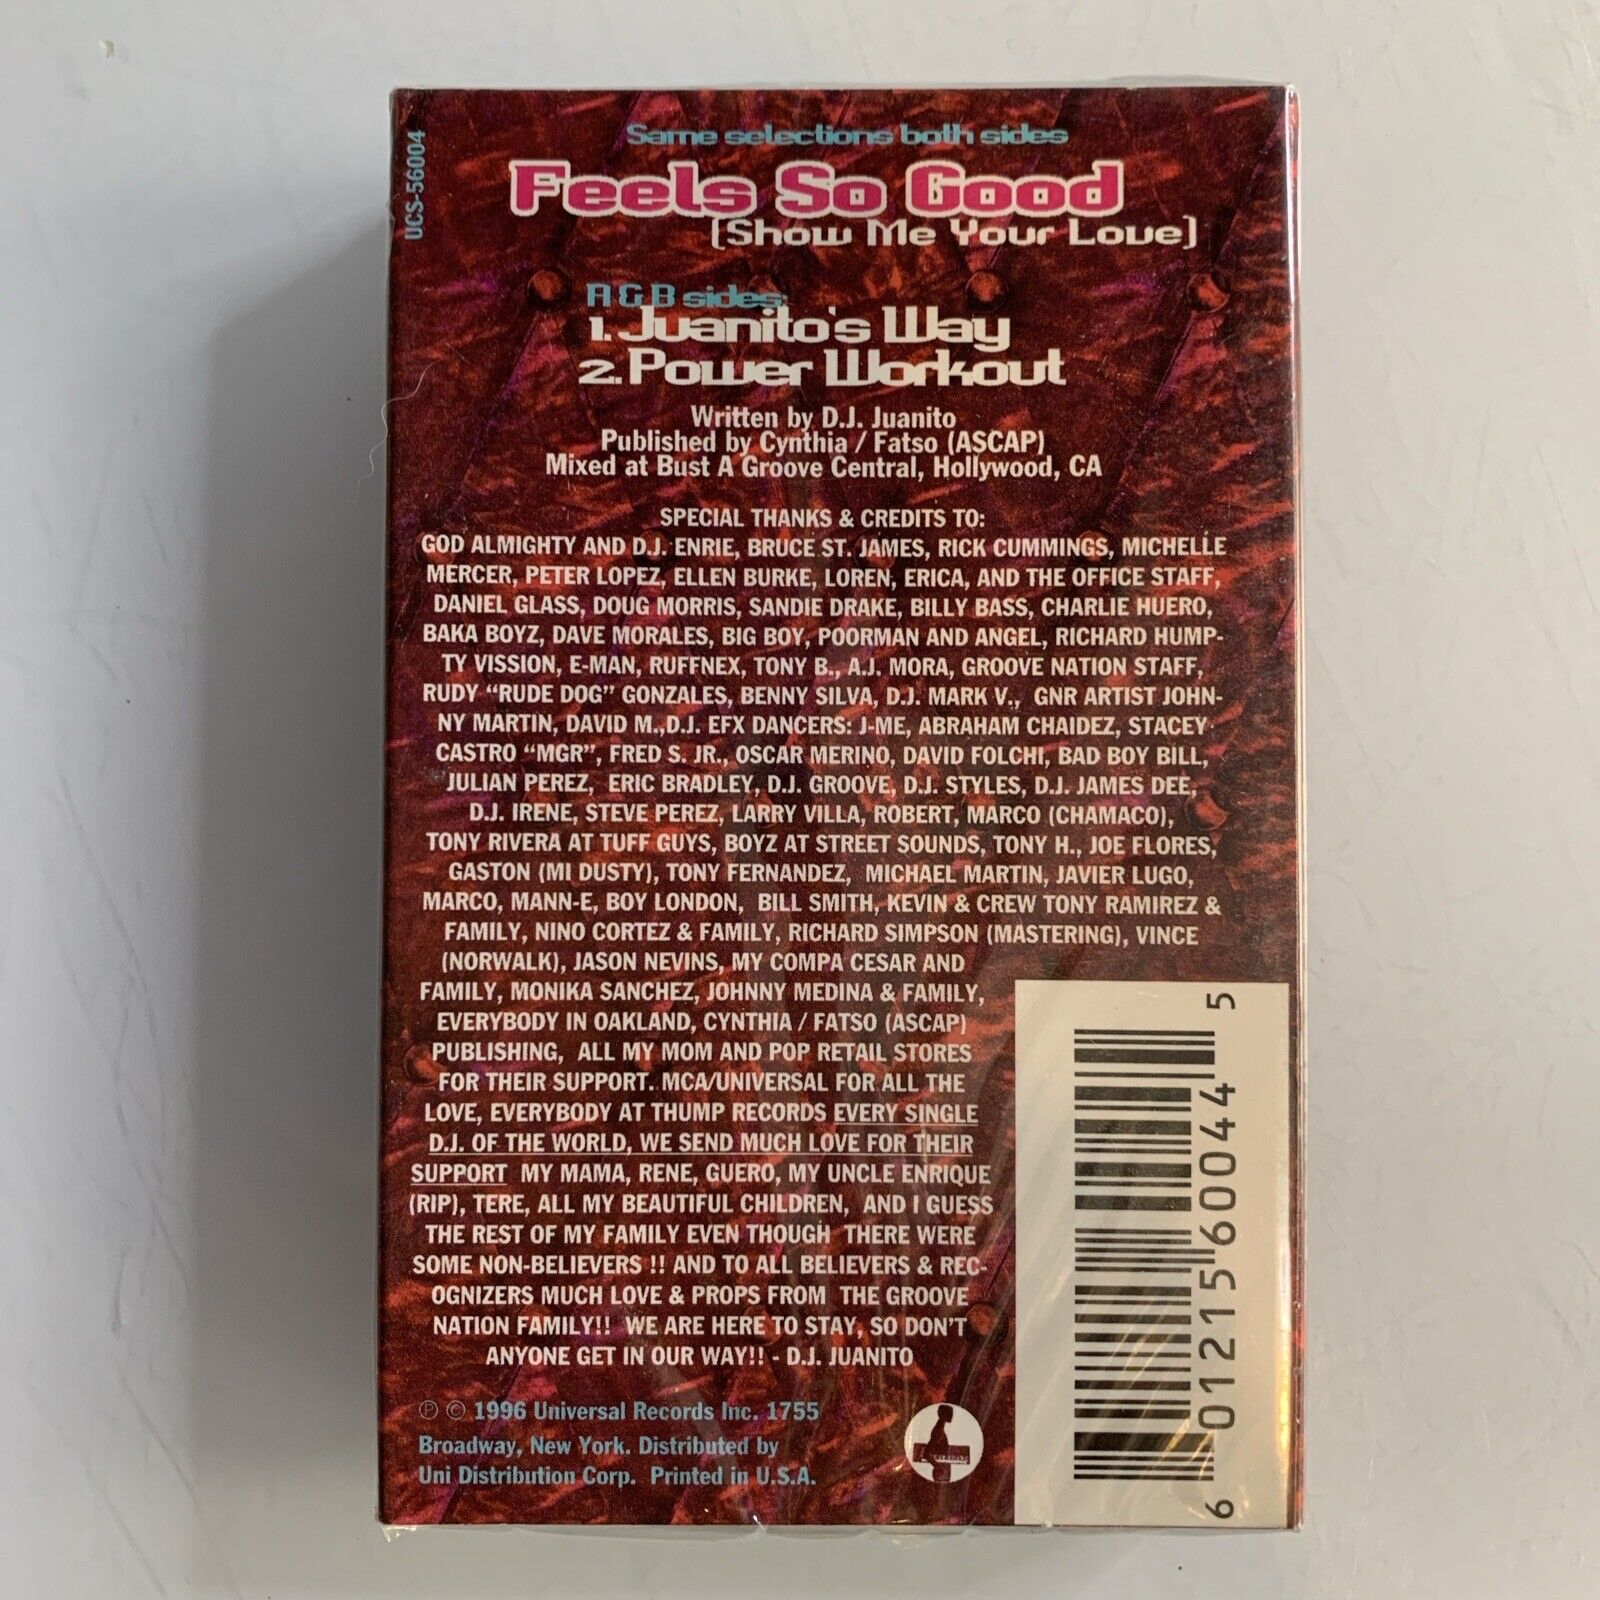 UCS-56004
Same selections both sides
Feels So Good
(Show Me Your Love)
A & B sides:
1. Juanito's Way
2. Power Workout
Written by D.J. Juanito
Published by Cynthia / Fatso (ASCAP)
Mixed at Bust A Groove Central, Hollywood, CA
SPECIAL THANKS & CREDITS TO:
GOD ALMIGHTY AND D.J. ENRIE, BRUCE ST. JAMES, RICK CUMMINGS, MICHELLE
MERCER, PETER LOPEZ, ELLEN BURKE, LOREN, ERICA, AND THE OFFICE STAFF,
DANIEL GLASS, DOUG MORRIS, SANDIE DRAKE, BILLY BASS, CHARLIE HUERO,
BAKA BOYZ, DAVE MORALES, BIG BOY, POORMAN AND ANGEL, RICHARD HUMP-
TY VISSION, E-MAN, RUFFNEX, TONY B., A.J. MORA, GROOVE NATION STAFF,
RUDY “RUDE DOG” GONZALES, BENNY SILVA, D.J. MARK V., GNR ARTIST JOHN-
NY MARTIN, DAVID M.,D.J. EFX DANCERS: J-ME, ABRAHAM CHAIDEZ, STACEY
CASTRO “MGR”, FRED S. JR., OSCAR MERINO, DAVID FOLCHI, BAD BOY BILL,
JULIAN PEREZ, ERIC BRADLEY, D.J. GROOVE, D.J. STYLES, D.J. JAMES DEE,
D.J. IRENE, STEVE PEREZ, LARRY VILLA, ROBERT, MARCO (CHAMACO),
TONY RIVERA AT TUFF GUYS, BOYZ AT STREET SOUNDS, TONY H., JOE FLORES,
GASTON (MI DUSTY), TONY FERNANDEZ, MICHAEL MARTIN, JAVIER LUGO,
MARCO, MANN-E, BOY LONDON, BILL SMITH, KEVIN & CREW TONY RAMIREZ &
FAMILY, NINO CORTEZ & FAMILY, RICHARD SIMPSON (MASTERING), VINCE
(NORWALK), JASON NEVINS, MY COMPA CESAR AND
FAMILY, MONIKA SANCHEZ, JOHNNY MEDINA & FAMILY,
EVERYBODY IN OAKLAND, CYNTHIA / FATSO (ASCAP)
PUBLISHING, ALL MY MOM AND POP RETAIL STORES
FOR THEIR SUPPORT. MCA/UNIVERSAL FOR ALL THE
LOVE, EVERYBODY AT THUMP RECORDS EVERY SINGLE
D.J. OF THE WORLD, WE SEND MUCH LOVE FOR THEIR
SUPPORT MY MAMA, RENE, GUERO, MY UNCLE ENRIQUE
(RIP), TERE, ALL MY BEAUTIFUL CHILDREN, AND I GUESS
THE REST OF MY FAMILY EVEN THOUGH THERE WERE
SOME NON-BELIEVERS !! AND TO ALL BELIEVERS & REC-
OGNIZERS MUCH LOVE & PROPS FROM THE GROOVE
NATION FAMILY!! WE ARE HERE TO STAY, SO DON'T
ANYONE GET IN OUR WAY!! - D.J. JUANITO
℗ © 1996 Universal Records Inc. 1755
Broadway, New York. Distributed by
Uni Distribution Corp. Printed in U.S.A.
6 01215 60044 5